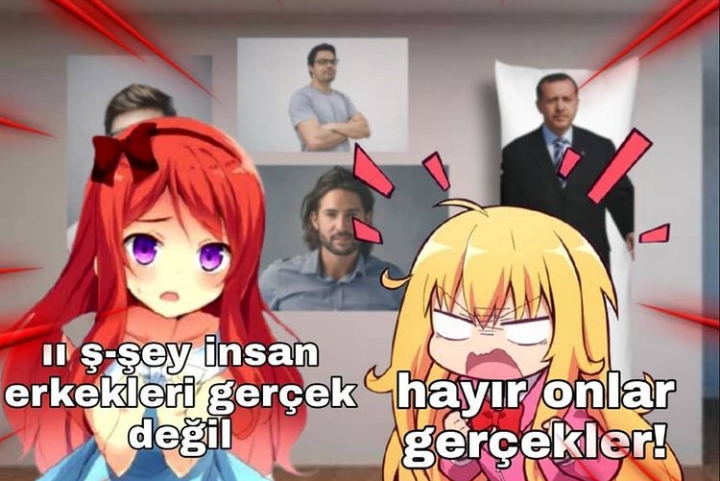 ıı ş-şey insan
erkekleri gerçek
değil
hayır onlar
gerçekler!